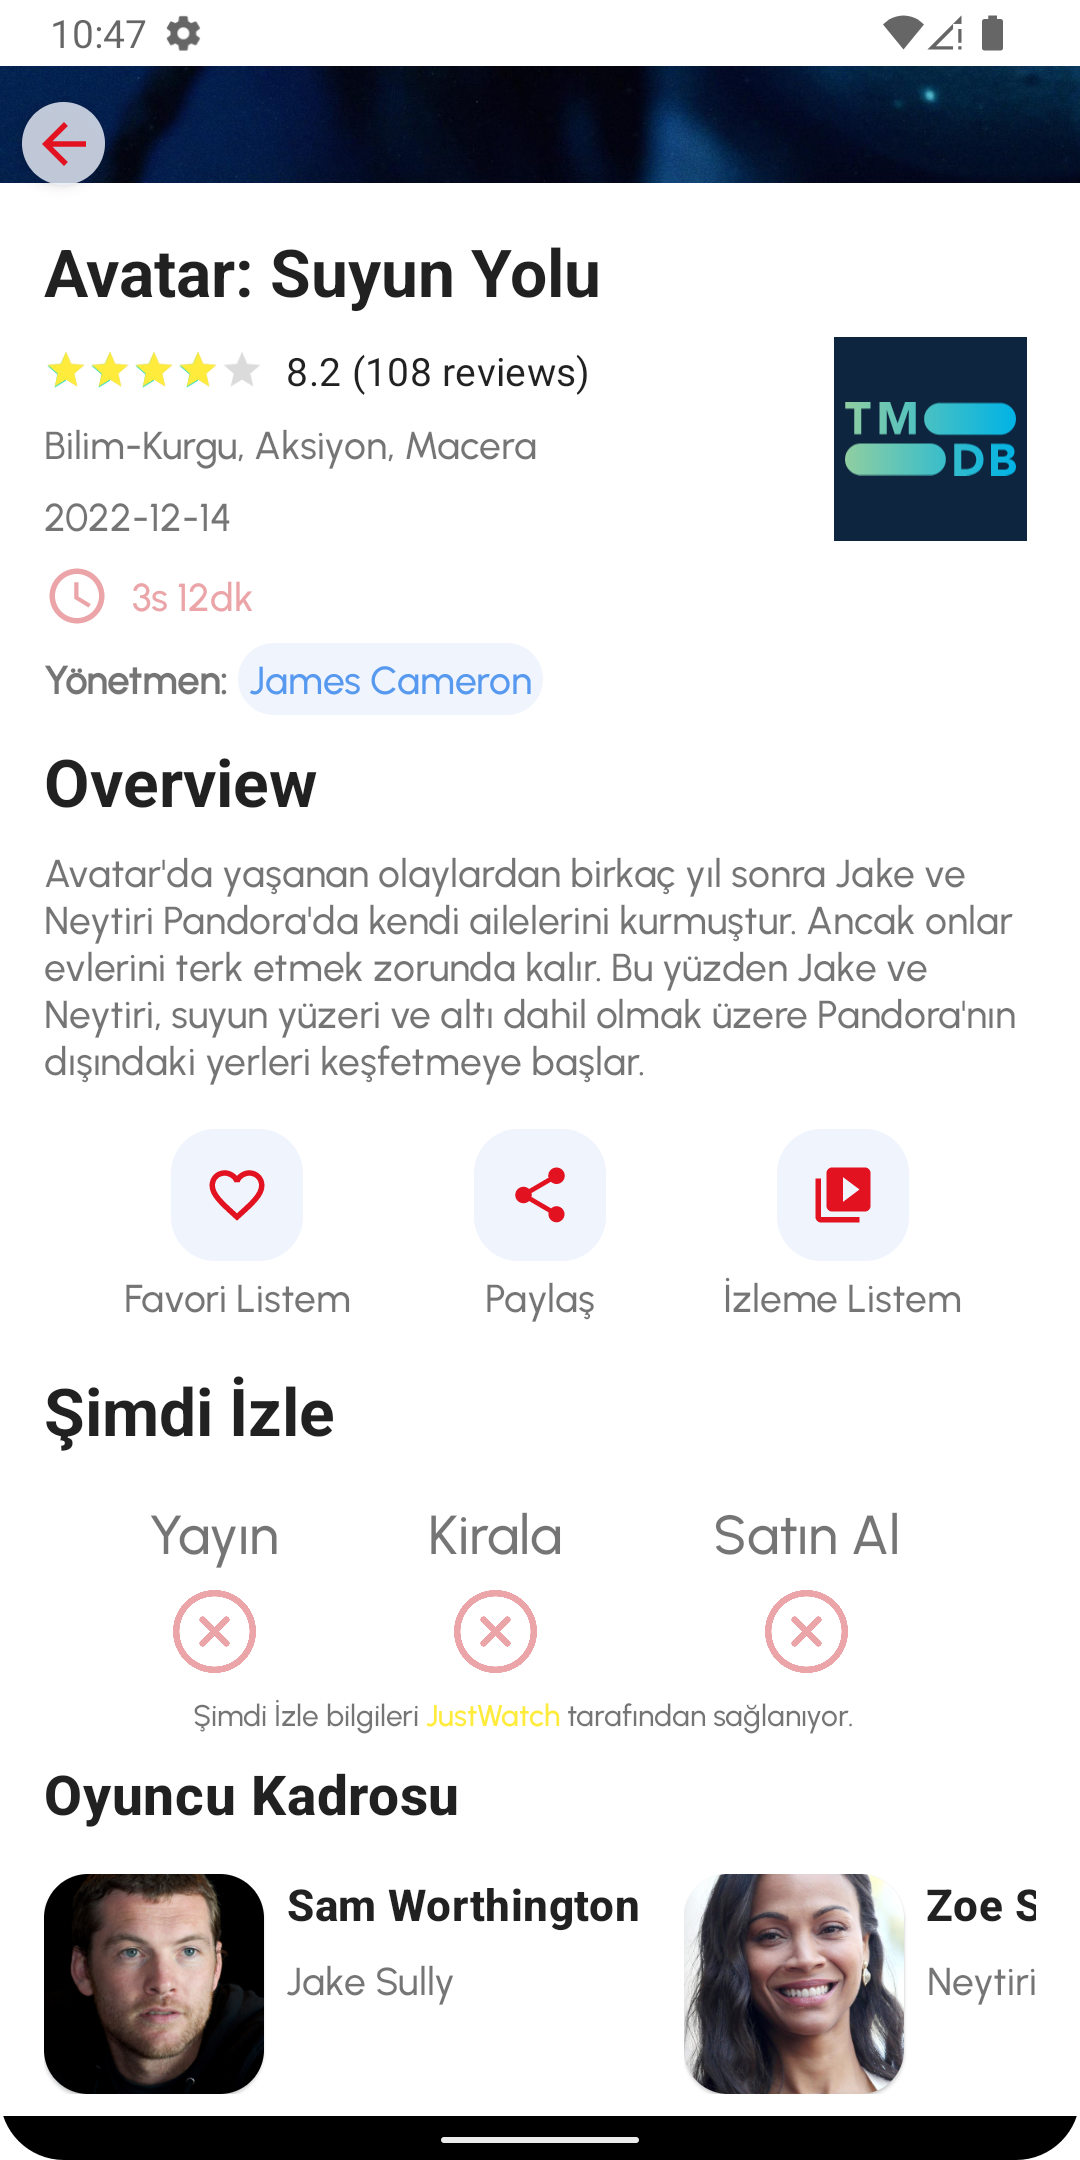 10:47
Avatar: Suyun Yolu
8.2 (108 reviews)
TM
DB
Bilim-Kurgu, Aksiyon, Macera
2022-12-14
3s 12dk
Yönetmen: James Cameron
Overview
Avatar'da yaşanan olaylardan birkaç yıl sonra Jake ve
Neytiri Pandora'da kendi ailelerini kurmuştur. Ancak onlar
evlerini terk etmek zorunda kalır. Bu yüzden Jake ve
Neytiri, suyun yüzeri ve altı dahil olmak üzere Pandora'nın
dışındaki yerleri keşfetmeye başlar.
Favori Listem Paylaş İzleme Listem
Şimdi İzle
Yayın Kirala Satın Al
Şimdi İzle bilgileri JustWatch tarafından sağlanıyor.
Oyuncu Kadrosu
Sam Worthington
Jake Sully
Zoe S
Neytiri